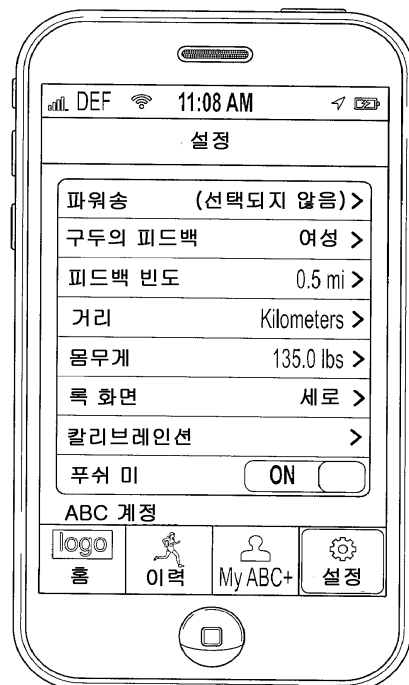 DEF 11:08 AM
설정
파워송 (선택되지 않음) >
구두의 피드백 여성 >
피드백 빈도 0.5 mi >
거리 Kilometers >
몸무게 135.0 lbs >
록 화면 세로 >
칼리브레인션 >
푸쉬 미 ON
ABC 계정
logo
홈 이력 My ABC+ 설정